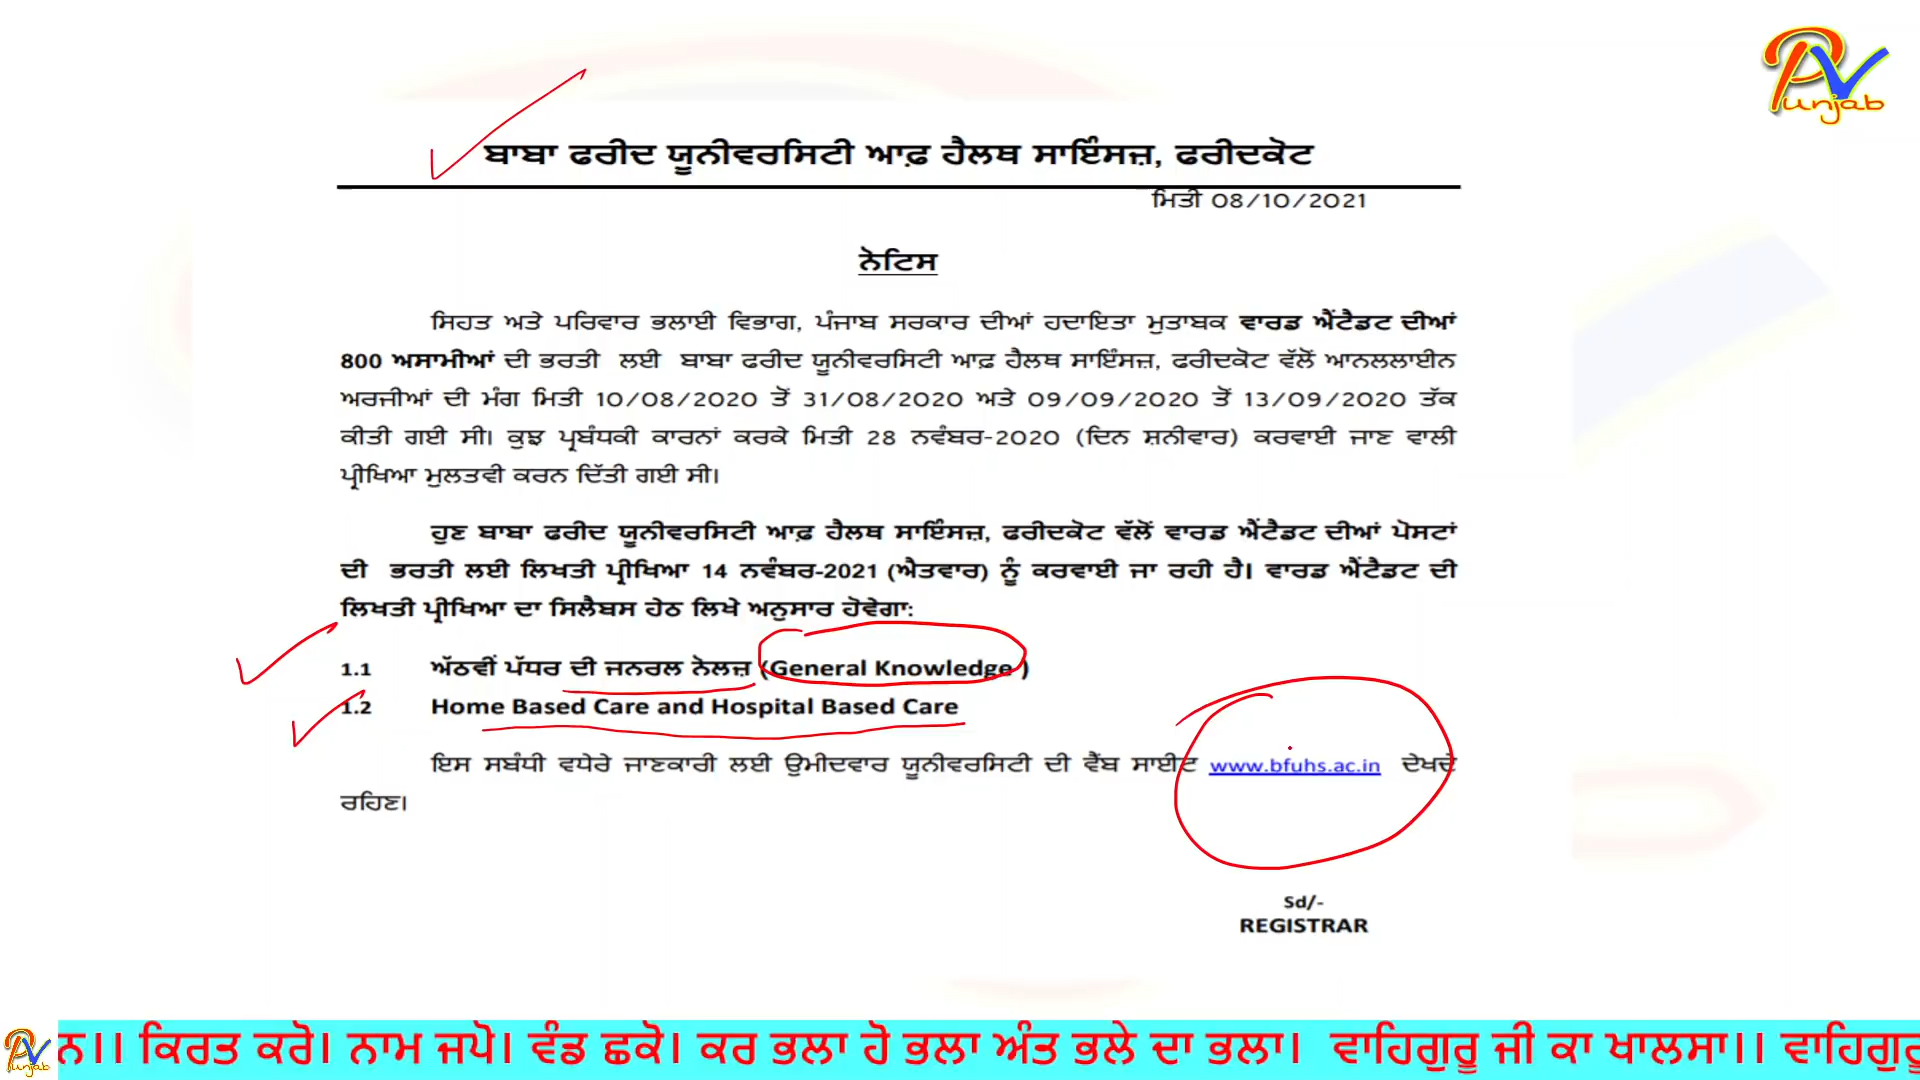 PV
Punjab
ਬਾਬਾ ਫਰੀਦ ਯੂਨੀਵਰਸਿਟੀ ਆਫ਼ ਹੈਲਥ ਸਾਇੰਸਜ਼, ਫਰੀਦਕੋਟ
ਮਿਤੀ 08/10/2021
ਨੋਟਿਸ
ਸਿਹਤ ਅਤੇ ਪਰਿਵਾਰ ਭਲਾਈ ਵਿਭਾਗ, ਪੰਜਾਬ ਸਰਕਾਰ ਦੀਆਂ ਹਦਾਇਤਾ ਮੁਤਾਬਕ ਵਾਰਡ ਐਂਟੈਡਟ ਦੀਆਂ
800 ਅਸਾਮੀਆਂ ਦੀ ਭਰਤੀ ਲਈ ਬਾਬਾ ਫਰੀਦ ਯੂਨੀਵਰਸਿਟੀ ਆਫ਼ ਹੈਲਥ ਸਾਇੰਸਜ਼, ਫਰੀਦਕੋਟ ਵੱਲੋਂ ਆਨਲਲਾਈਨ
ਅਰਜੀਆਂ ਦੀ ਮੰਗ ਮਿਤੀ 10/08/2020 ਤੋਂ 31/08/2020 ਅਤੇ 09/09/2020 ਤੋਂ 13/09/2020 ਤੱਕ
ਕੀਤੀ ਗਈ ਸੀ। ਕੁਝ ਪ੍ਰਬੰਧਕੀ ਕਾਰਨਾਂ ਕਰਕੇ ਮਿਤੀ 28 ਨਵੰਬਰ-2020 (ਦਿਨ ਸ਼ਨੀਵਾਰ) ਕਰਵਾਈ ਜਾਣ ਵਾਲੀ
ਪ੍ਰੀਖਿਆ ਮੁਲਤਵੀ ਕਰਨ ਦਿੱਤੀ ਗਈ ਸੀ।
ਹੁਣ ਬਾਬਾ ਫਰੀਦ ਯੂਨੀਵਰਸਿਟੀ ਆਫ਼ ਹੈਲਥ ਸਾਇੰਸਜ਼, ਫਰੀਦਕੋਟ ਵੱਲੋਂ ਵਾਰਡ ਐਂਟੈਡਟ ਦੀਆਂ ਪੋਸਟਾਂ
ਦੀ ਭਰਤੀ ਲਈ ਲਿਖਤੀ ਪ੍ਰੀਖਿਆ 14 ਨਵੰਬਰ-2021 (ਐਤਵਾਰ) ਨੂੰ ਕਰਵਾਈ ਜਾ ਰਹੀ ਹੈ। ਵਾਰਡ ਐਂਟੈਡਟ ਦੀ
ਲਿਖਤੀ ਪ੍ਰੀਖਿਆ ਦਾ ਸਿਲੈਬਸ ਹੇਠ ਲਿਖੇ ਅਨੁਸਾਰ ਹੋਵੇਗਾ:
1.1 ਅੱਠਵੀਂ ਪੱਧਰ ਦੀ ਜਨਰਲ ਨੋਲਜ਼ (General Knowledge )
1.2 Home Based Care and Hospital Based Care
ਇਸ ਸਬੰਧੀ ਵਧੇਰੇ ਜਾਣਕਾਰੀ ਲਈ ਉਮੀਦਵਾਰ ਯੂਨੀਵਰਸਿਟੀ ਦੀ ਵੈੱਬ ਸਾਈਟ www.bfuhs.ac.in ਦੇਖਦੇ
ਰਹਿਣ।
Sd/-
REGISTRAR
PV
Punjab
ਨ।। ਕਿਰਤ ਕਰੋ। ਨਾਮ ਜਪੋ। ਵੰਡ ਛਕੋ। ਕਰ ਭਲਾ ਹੋ ਭਲਾ ਅੰਤ ਭਲੇ ਦਾ ਭਲਾ। ਵਾਹਿਗੁਰੂ ਜੀ ਕਾ ਖਾਲਸਾ।। ਵਾਹਿਗੁਰੂ